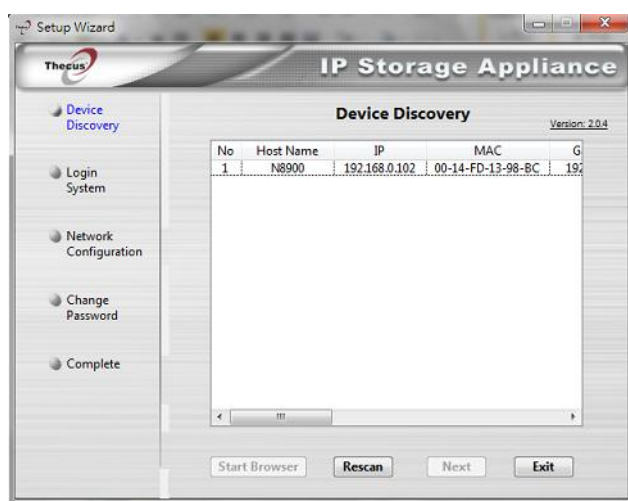 Setup Wizard
Thecus
IP Storage Appliance
Device
Discovery
Login
System
Network
Configuration
Change
Password
Complete
Device Discovery
Version: 2.0.4
No Host Name IP MAC G
1 N8900 192.168.0.102 00-14-FD-13-98-BC 192
Start Browser Rescan Next Exit